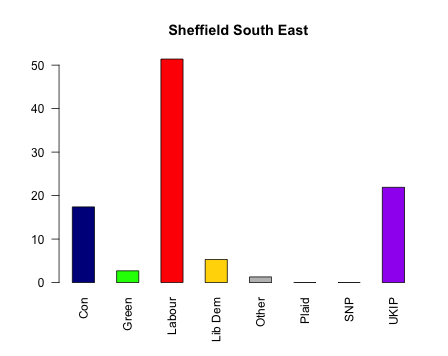 Sheffield South East
50
40
30
20
10
0
Con
Green
Labour
Lib Dem
Other
Plaid
SNP
UKIP